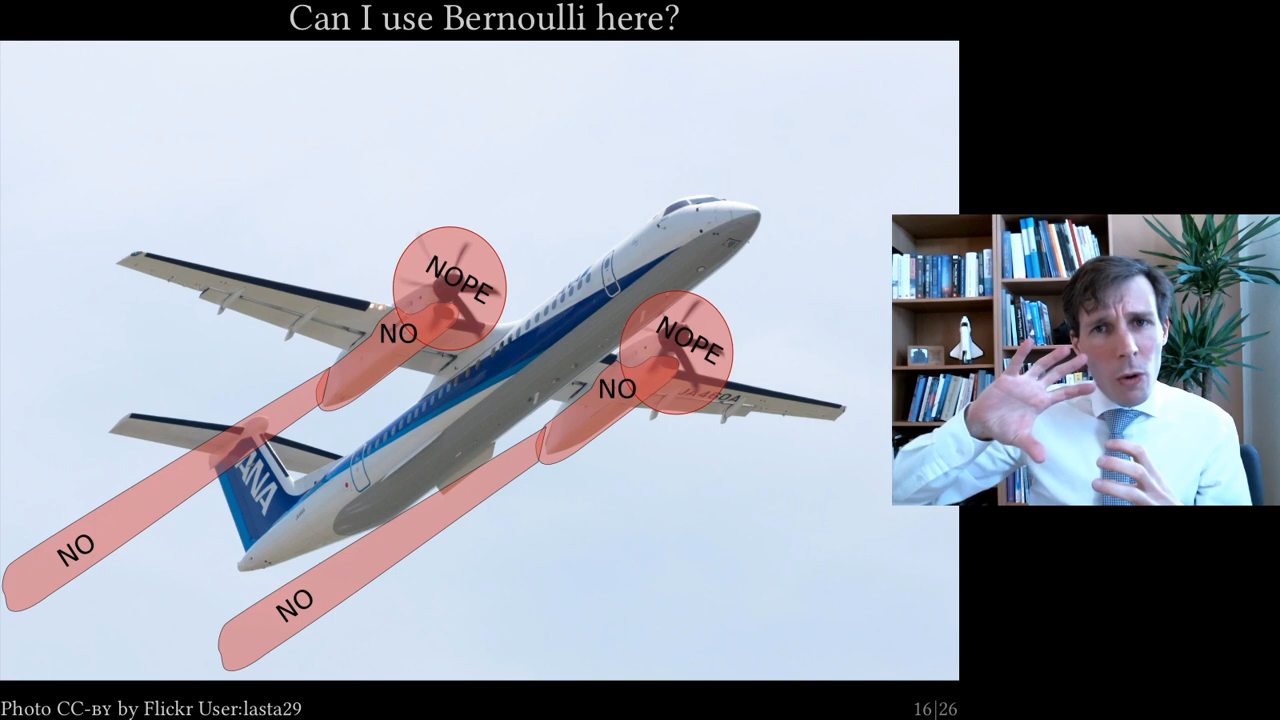 Can I use Bernoulli here?
NOPE
NO
NOPE
NO
JA460A
ANA
NO
NO
Photo CC-BY by Flickr User:lasta29
16|26